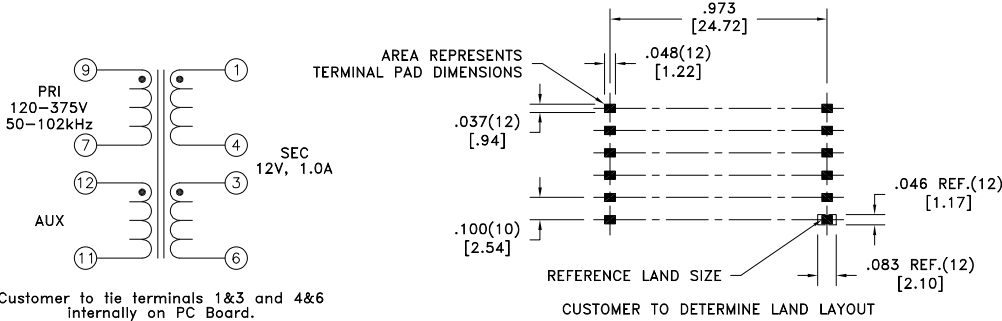 9
1
PRI
120-375V
50-102kHz
7
4
SEC
12V, 1.0A
12
3
AUX
11
6
Customer to tie terminals 1&3 and 4&6
internally on PC Board.
.973
[24.72]
AREA REPRESENTS
TERMINAL PAD DIMENSIONS
.048(12)
[1.22]
.037(12)
[.94]
.046 REF.(12)
[1.17]
.100(10)
[2.54]
REFERENCE LAND SIZE
.083 REF.(12)
[2.10]
CUSTOMER TO DETERMINE LAND LAYOUT